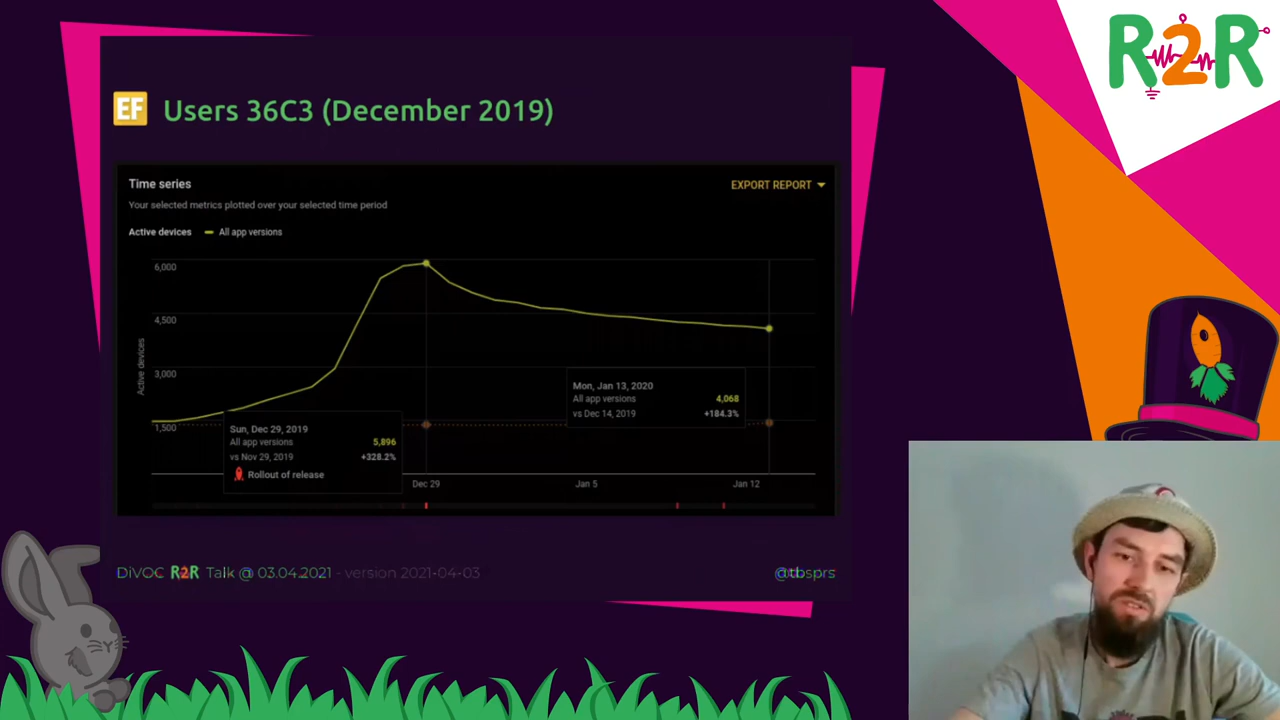 R2R
EF Users 36C3 (December 2019)
Time series
EXPORT REPORT
Your selected metrics plotted over your selected time period
Active devices All app versions
6,000
4,500
3,000
1,500
Active devices
Mon, Jan 13, 2020
All app versions 4,068
vs Dec 14, 2019 +184.3%
Sun, Dec 29, 2019
All app versions 5,896
vs Nov 29, 2019 +328.2%
Rollout of release
Dec 29 Jan 5 Jan 12
DiVOC R2R Talk @ 03.04.2021 - version 2021-04-03
@tbsprs